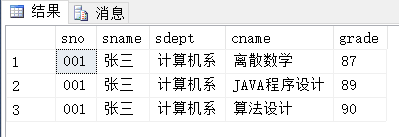 结果 消息
sno sname sdept cname grade
1 001 张三 计算机系 离散数学 87
2 001 张三 计算机系 JAVA程序设计 89
3 001 张三 计算机系 算法设计 90